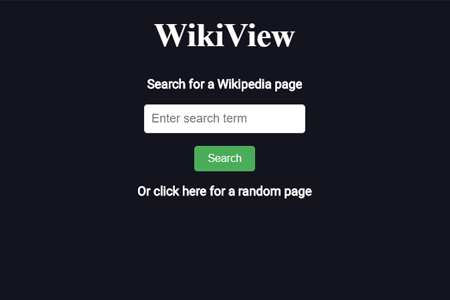 WikiView
Search for a Wikipedia page
Enter search term
Search
Or click here for a random page